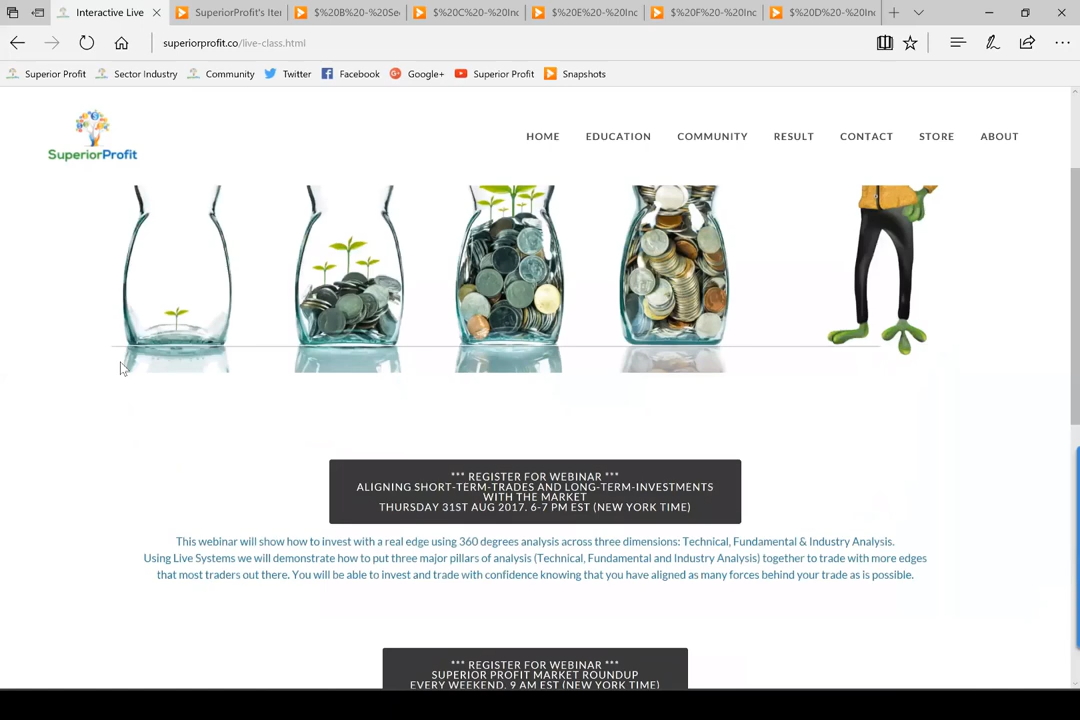 Interactive Live
SuperiorProfit's Iter
$%20B%20-%20Se
$%20C%20-%20Inc
$%20E%20-%20Inc
$%20F%20-%20Inc
$%20D%20-%20In
superiorprofit.co/live-class.html
Superior Profit
Sector Industry
Community
Twitter
Facebook
Google+
Superior Profit
Snapshots
SuperiorProfit
HOME
EDUCATION
COMMUNITY
RESULT
CONTACT
STORE
ABOUT
*** REGISTER FOR WEBINAR ***
ALIGNING SHORT-TERM-TRADES AND LONG-TERM-INVESTMENTS
WITH THE MARKET
THURSDAY 31ST AUG 2017. 6-7 PM EST (NEW YORK TIME)
This webinar will show how to invest with a real edge using 360 degrees analysis across three dimensions: Technical, Fundamental & Industry Analysis.
Using Live Systems we will demonstrate how to put three major pillars of analysis (Technical, Fundamental and Industry Analysis) together to trade with more edges
that most traders out there. You will be able to invest and trade with confidence knowing that you have aligned as many forces behind your trade as is possible.
*** REGISTER FOR WEBINAR ***
SUPERIOR PROFIT MARKET ROUNDUP
EVERY WEEKEND, 9 AM EST (NEW YORK TIME)